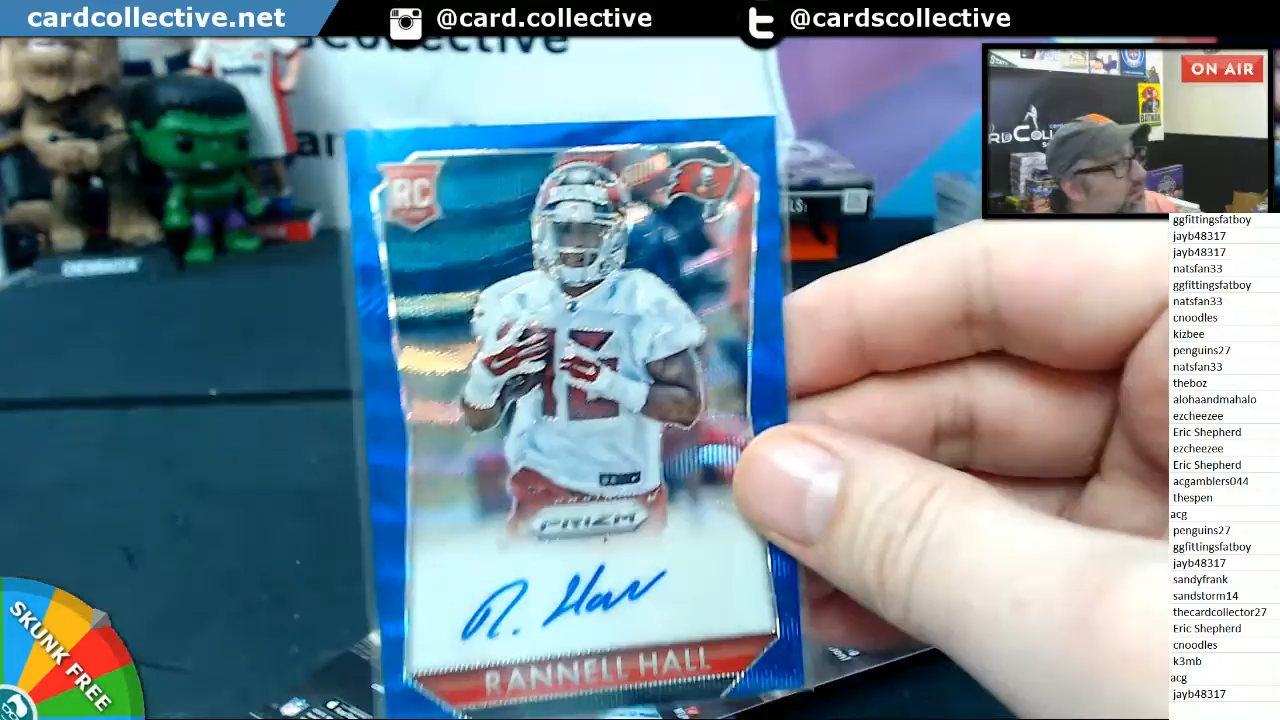 cardcollective.net
@card.collective
@cardscollective
ON AIR
RC
PRIZM
R. Hall
RANNELL HALL
SKUNK FREE
CHEWBACCA
BATMAN
ggfittingsfatboy
jayb48317
jayb48317
natsfan33
ggfittingsfatboy
natsfan33
cnoodles
kizbee
penguins27
natsfan33
theboz
alohaandmahalo
ezcheezee
Eric Shepherd
ezcheezee
Eric Shepherd
acgamblers044
thespen
acg
penguins27
ggfittingsfatboy
jayb48317
sandyfrank
sandstorm14
thecardcollector27
Eric Shepherd
cnoodles
k3mb
acg
jayb48317